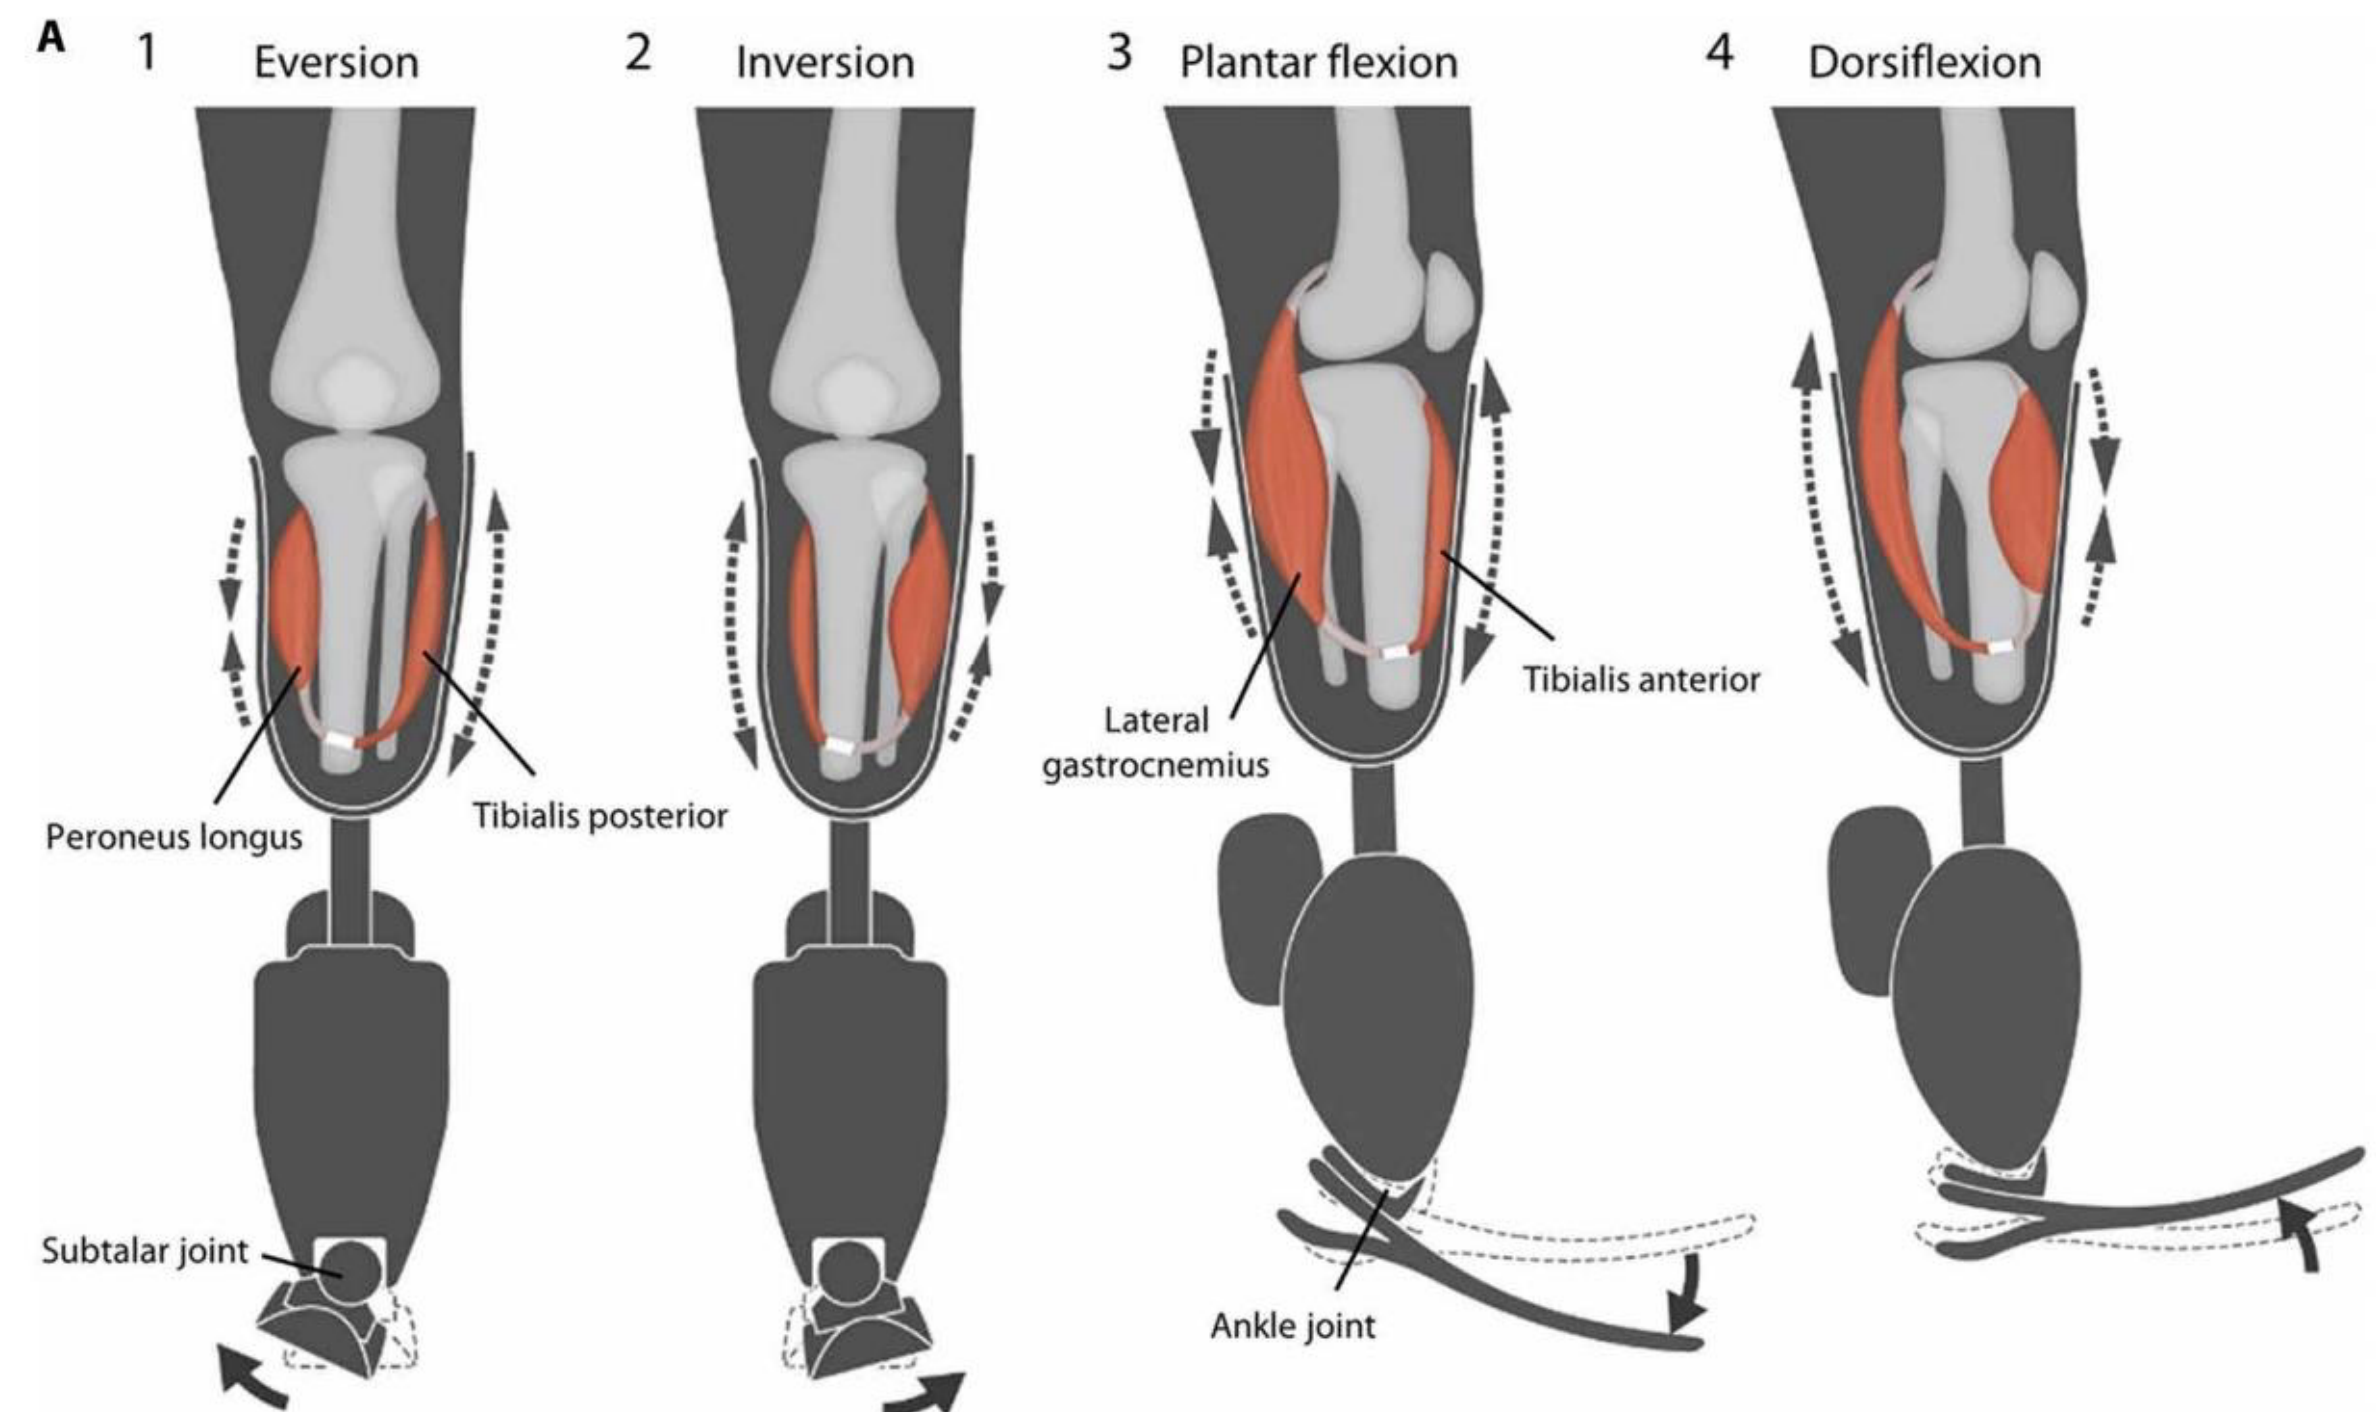 A
1 Eversion
2 Inversion
3 Plantar flexion
4 Dorsiflexion
Peroneus longus
Tibialis posterior
Lateral
gastrocnemius
Tibialis anterior
Subtalar joint
Ankle joint